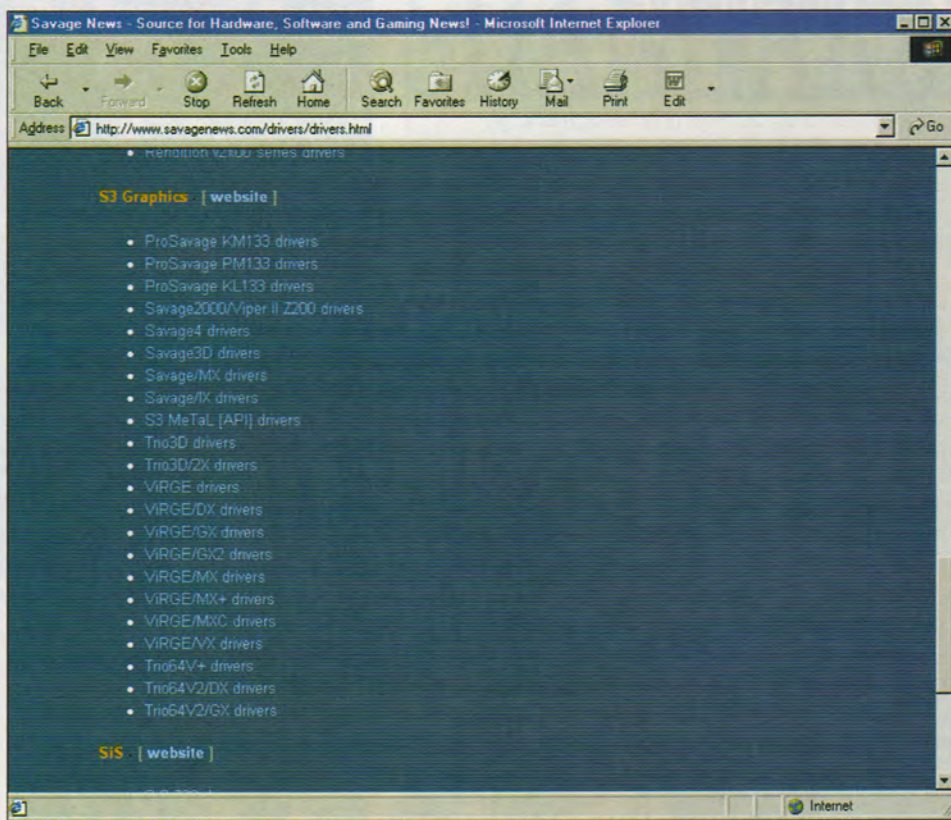 Savage News - Source for Hardware, Software and Gaming News! - Microsoft Internet Explorer
File Edit View Favorites Tools Help
Back Forward Stop Refresh Home Search Favorites History Mail Print Edit
Address http://www.savagenews.com/drivers/drivers.html Go
Rendition v2x00 series drivers
S3 Graphics - [ website ]
ProSavage KM133 drivers
ProSavage PM133 drivers
ProSavage KL133 drivers
Savage2000/Viper II Z200 drivers
Savage4 drivers
Savage3D drivers
Savage/MX drivers
Savage/IX drivers
S3 MeTaL [API] drivers
Trio3D drivers
Trio3D/2X drivers
ViRGE drivers
ViRGE/DX drivers
ViRGE/GX drivers
ViRGE/GX2 drivers
ViRGE/MX drivers
ViRGE/MX+ drivers
ViRGE/MXC drivers
ViRGE/VX drivers
Trio64V+ drivers
Trio64V2/DX drivers
Trio64V2/GX drivers
SiS - [ website ]
Internet